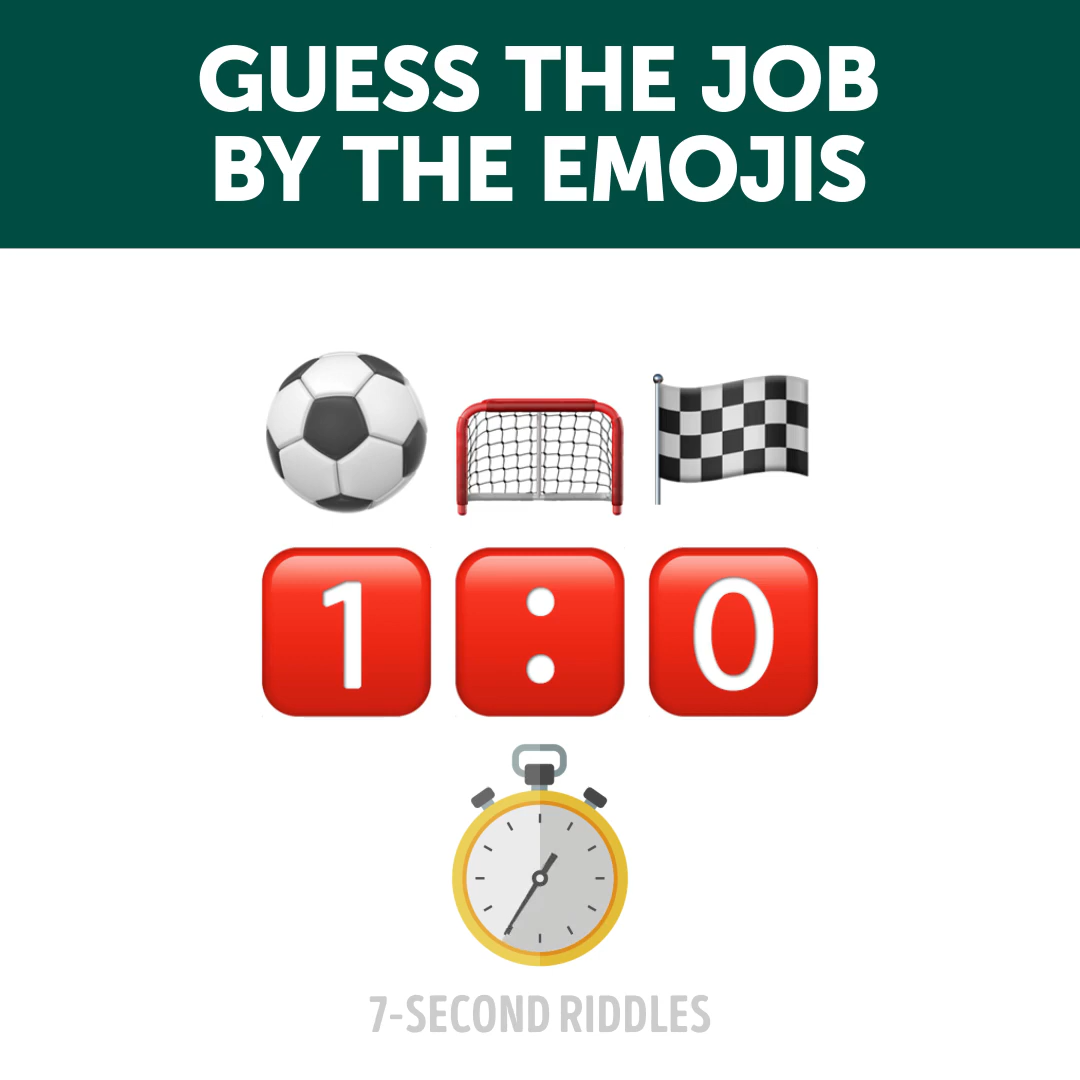 GUESS THE JOB
BY THE EMOJIS
1 : 0
7-SECOND RIDDLES